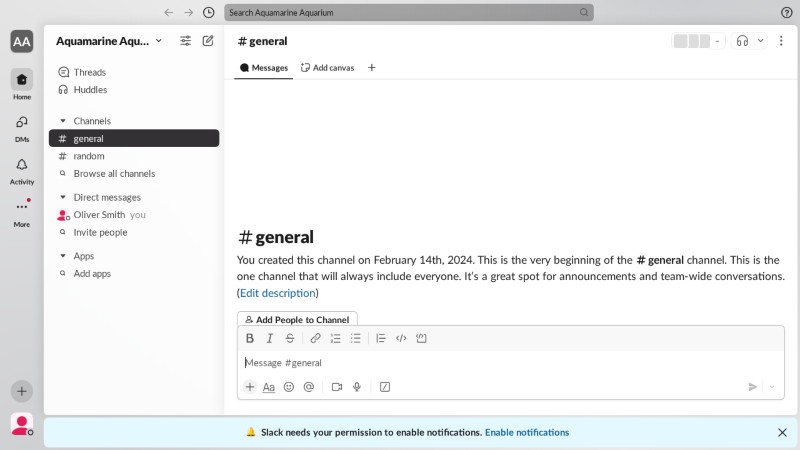 Search Aquamarine Aquarium
AA
Home
DMs
Activity
More
Aquamarine Aqu...
Threads
Huddles
Channels
general
random
Browse all channels
Direct messages
Oliver Smith you
Invite people
Apps
Add apps
# general
Messages
Add canvas
# general
You created this channel on February 14th, 2024. This is the very beginning of the # general channel. This is the
one channel that will always include everyone. It's a great spot for announcements and team-wide conversations.
(Edit description)
Add People to Channel
Message #general
Aa
Slack needs your permission to enable notifications. Enable notifications